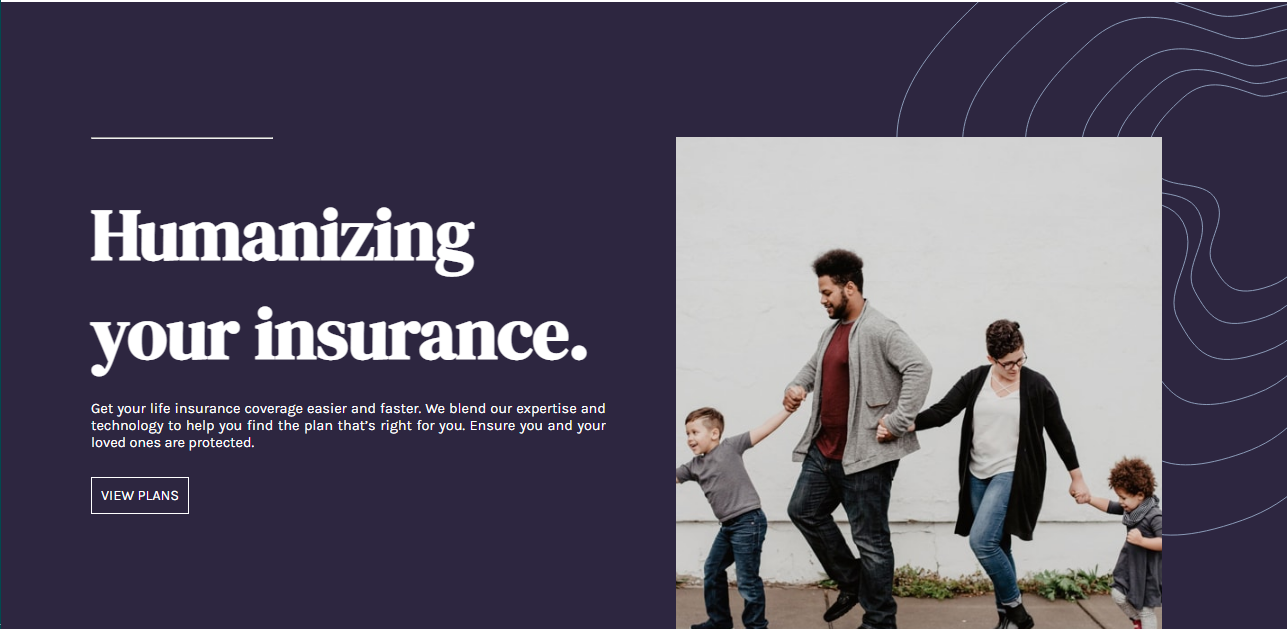 Humanizing
your insurance.
Get your life insurance coverage easier and faster. We blend our expertise and
technology to help you find the plan that's right for you. Ensure you and your
loved ones are protected.
VIEW PLANS